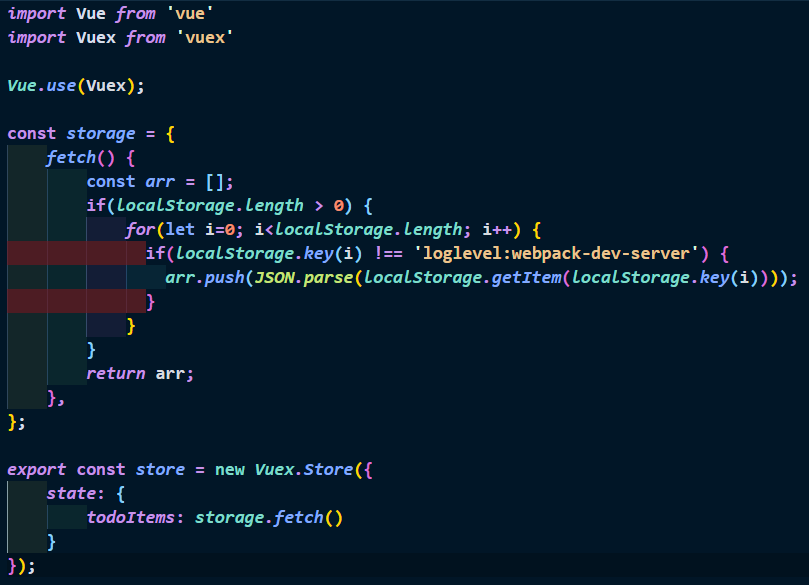 import Vue from 'vue'
import Vuex from 'vuex'

Vue.use(Vuex);

const storage = {
    fetch() {
        const arr = [];
        if(localStorage.length > 0) {
            for(let i=0; i<localStorage.length; i++) {
              if(localStorage.key(i) !== 'loglevel:webpack-dev-server') {
                arr.push(JSON.parse(localStorage.getItem(localStorage.key(i))));
              }
            }
        }
        return arr;
    },
};

export const store = new Vuex.Store({
    state: {
        todoItems: storage.fetch()
    }
});